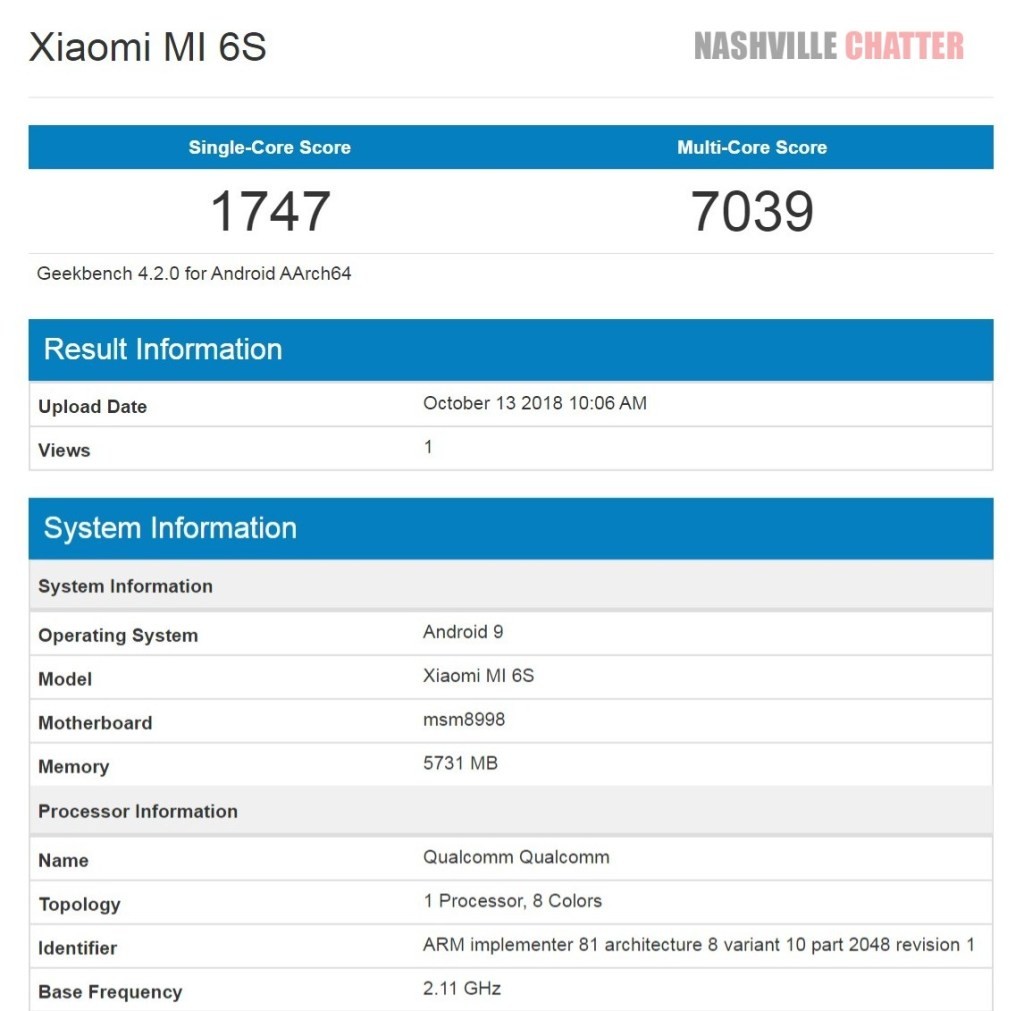 Xiaomi MI 6S
NASHVILLE CHATTER
Single-Core Score Multi-Core Score
1747 7039
Geekbench 4.2.0 for Android AArch64
Result Information
Upload Date October 13 2018 10:06 AM
Views 1
System Information
System Information
Operating System Android 9
Model Xiaomi MI 6S
Motherboard msm8998
Memory 5731 MB
Processor Information
Name Qualcomm Qualcomm
Topology 1 Processor, 8 Colors
Identifier ARM implementer 81 architecture 8 variant 10 part 2048 revision 1
Base Frequency 2.11 GHz